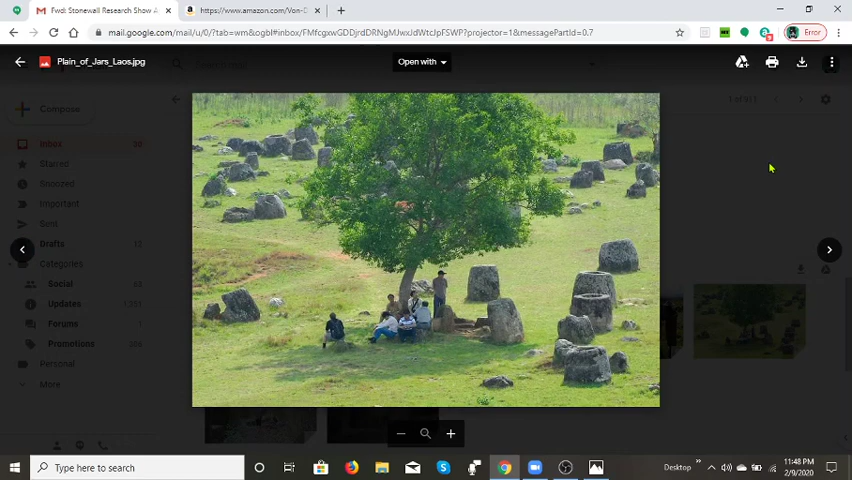 Fwd: Stonewall Research Show A
https://www.amazon.com/Von-D
mail.google.com/mail/u/0/?tab=wm&ogbl#inbox/FMfcgxwGDDjrdDRNgMJwxJdWtcJpFSWP?projector=1&messagePartId=0.7
Error
Plain_of_Jars_Laos.jpg
Open with
Compose
Inbox 30
Starred
Snoozed
Important
Sent
Drafts
Categories
Social
Updates
Forums
Promotions
Personal
More
Type here to search
Desktop
11:48 PM
2/9/2020